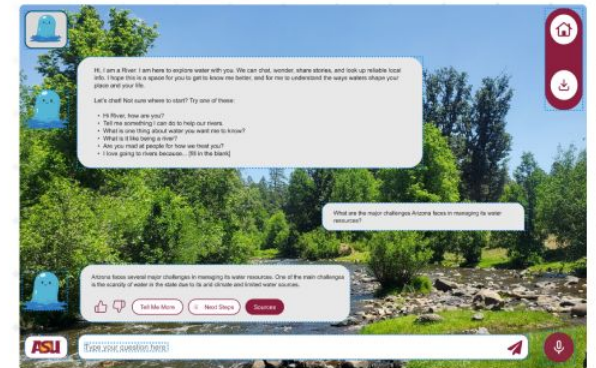 Hi, I am a River. I am here to explore water with you. We can chat, wonder, share stories, and look up reliable local
info. I hope this is a space for you to get to know me better, and for me to understand the ways waters shape your
place and your life.
Let's chat! Not sure where to start? Try one of these:
• Hi River, how are you?
• Tell me something I can do to help our rivers.
• What is one thing about water you want me to know?
• What is it like being a river?
• Are you mad at people for how we treat you?
• I love going to rivers because... [fill in the blank]
What are the major challenges Arizona faces in managing its water
resources?
Arizona faces several major challenges in managing its water resources. One of the main challenges
is the scarcity of water in the state due to its arid climate and limited water sources.
Tell Me More
Next Steps
Sources
ASU
Type your question here